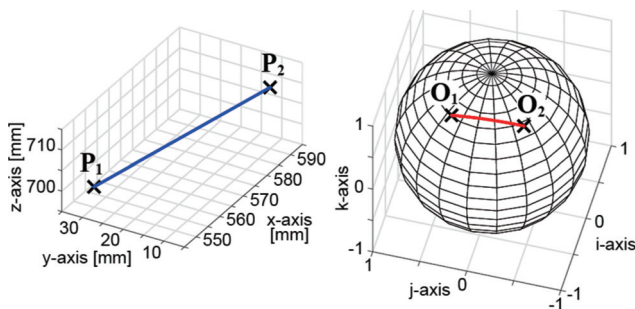 P2
P1
710
700
z-axis [mm]
30
20
10
y-axis [mm]
550
560
570
580
590
x-axis
[mm]
O1
O2
1
0
-1
k-axis
1
0
-1
j-axis
-1
0
1
i-axis